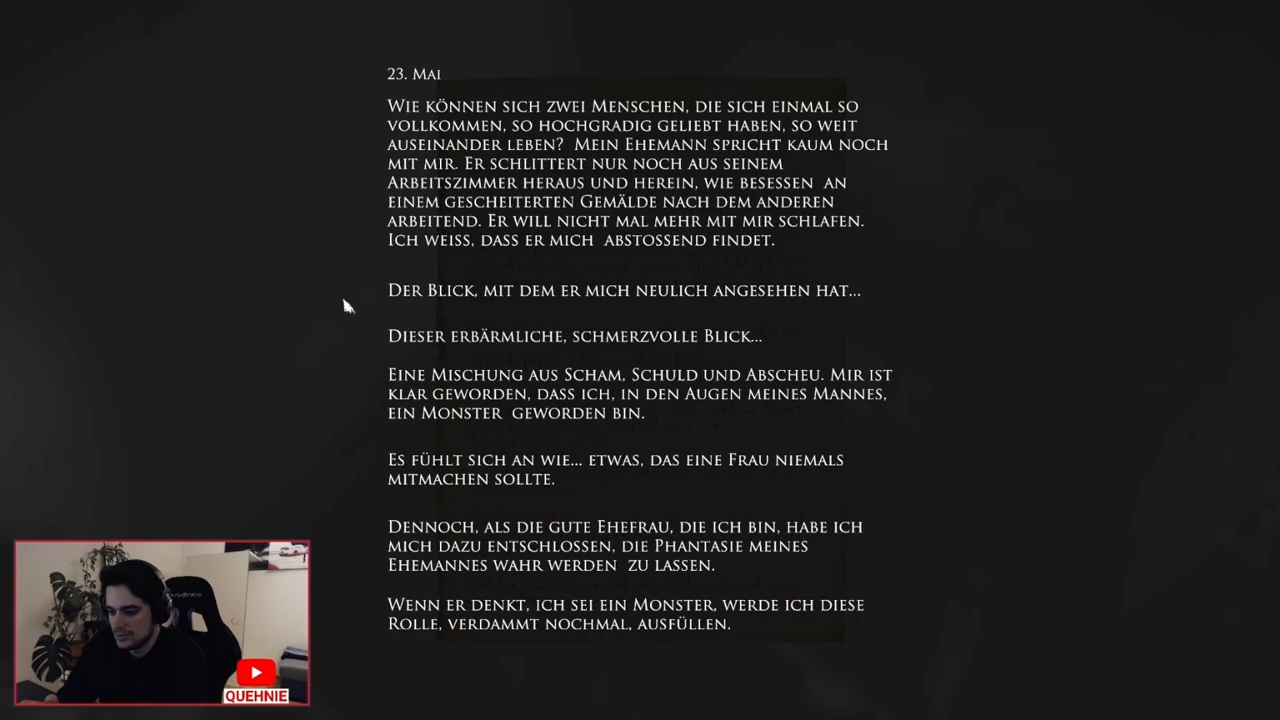 23. Mai
Wie können sich zwei Menschen, die sich einmal so
vollkommen, so hochgradig geliebt haben, so weit
auseinander leben?  Mein Ehemann spricht kaum noch
mit mir. Er schlittert nur noch aus seinem
Arbeitszimmer heraus und herein, wie besessen  an
einem gescheiterten Gemälde nach dem anderen
arbeitend. Er will nicht mal mehr mit mir schlafen.
Ich weiss, dass er mich  abstossend findet.
Der Blick, mit dem er mich neulich angesehen hat...
Dieser erbärmliche, schmerzvolle Blick...
Eine Mischung aus Scham, Schuld und Abscheu. Mir ist
klar geworden, dass ich, in den Augen meines Mannes,
ein Monster  geworden bin.
Es fühlt sich an wie... etwas, das eine Frau niemals
mitmachen sollte.
Dennoch, als die gute Ehefrau, die ich bin, habe ich
mich dazu entschlossen, die Phantasie meines
Ehemannes wahr werden  zu lassen.
Wenn er denkt, ich sei ein Monster, werde ich diese
Rolle, verdammt nochmal, ausfüllen.
QUEHNIE